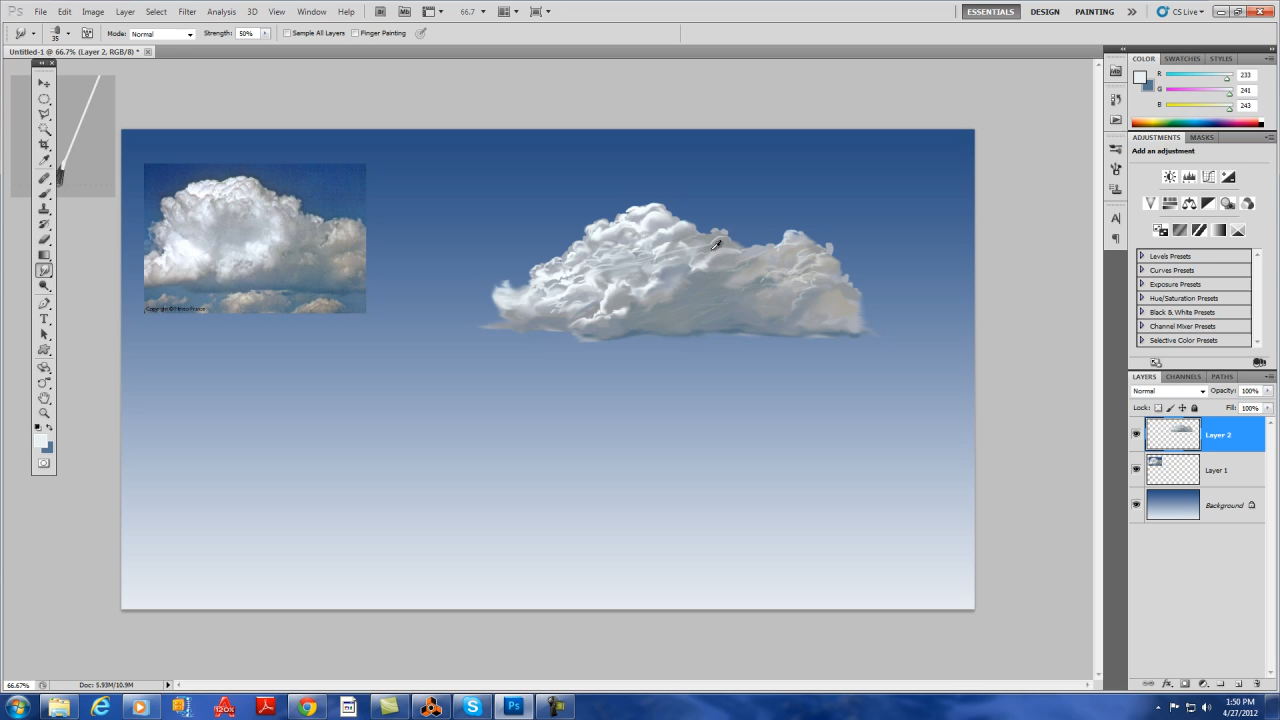 Ps File Edit Image Layer Select Filter Analysis 3D View Window Help Br Mb 66.7 ESSENTIALS DESIGN PAINTING CS Live
35 Mode: Normal Strength: 50% Sample All Layers Finger Painting
Untitled-1 @ 66.7% (Layer 2, RGB/8) *
COLOR SWATCHES STYLES
R 233
G 241
B 243
ADJUSTMENTS MASKS
Add an adjustment
Levels Presets
Curves Presets
Exposure Presets
Hue/Saturation Presets
Black & White Presets
Channel Mixer Presets
Selective Color Presets
LAYERS CHANNELS PATHS
Normal Opacity: 100%
Lock: Fill: 100%
Layer 2
Layer 1
Background
66.67% Doc: 5.93M/10.9M
1:50 PM
4/27/2012